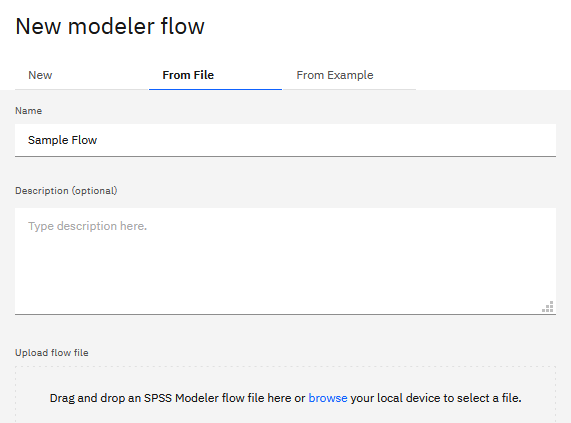 New modeler flow
New From File From Example
Name
Sample Flow
Description (optional)
Type description here.
Upload flow file
Drag and drop an SPSS Modeler flow file here or browse your local device to select a file.